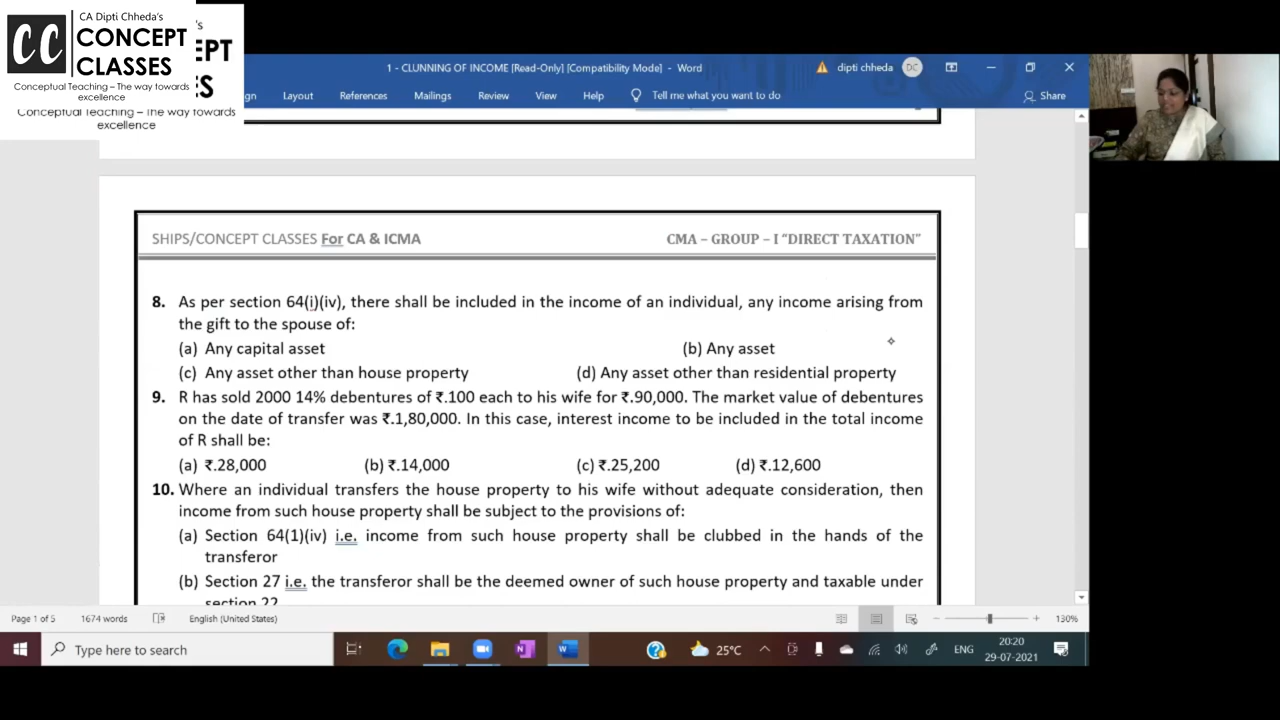 CA Dipti Chheda's
CONCEPT
CLASSES
Conceptual Teaching – The way towards
excellence
's
EPT
S
Conceptual Teaching – The way towards
excellence
1 - CLUNNING OF INCOME [Read-Only] [Compatibility Mode] - Word
dipti chheda
DC
gn Layout References Mailings Review View Help Tell me what you want to do Share
SHIPS/CONCEPT CLASSES For CA & ICMA CMA – GROUP – I "DIRECT TAXATION"
8. As per section 64(i)(iv), there shall be included in the income of an individual, any income arising from
the gift to the spouse of:
(a) Any capital asset (b) Any asset
(c) Any asset other than house property (d) Any asset other than residential property
9. R has sold 2000 14% debentures of ₹.100 each to his wife for ₹.90,000. The market value of debentures
on the date of transfer was ₹.1,80,000. In this case, interest income to be included in the total income
of R shall be:
(a) ₹.28,000 (b) ₹.14,000 (c) ₹.25,200 (d) ₹.12,600
10. Where an individual transfers the house property to his wife without adequate consideration, then
income from such house property shall be subject to the provisions of:
(a) Section 64(1)(iv) i.e. income from such house property shall be clubbed in the hands of the
transferor
(b) Section 27 i.e. the transferor shall be the deemed owner of such house property and taxable under
section 22
Page 1 of 5 1674 words English (United States) 130%
Type here to search 25°C ENG 20:20
29-07-2021